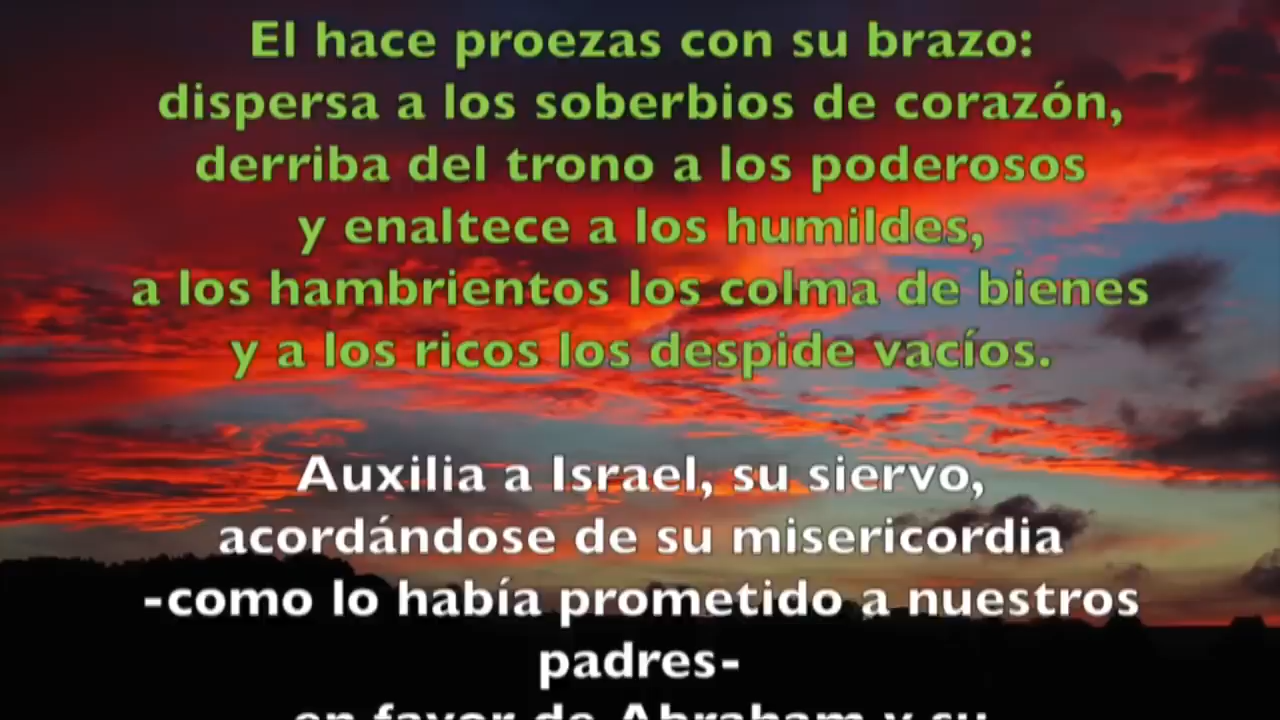 El hace proezas con su brazo:
dispersa a los soberbios de corazón,
derriba del trono a los poderosos
y enaltece a los humildes,
a los hambrientos los colma de bienes
y a los ricos los despide vacíos.
Auxilia a Israel, su siervo,
acordándose de su misericordia
-como lo había prometido a nuestros
padres-
en favor de Abraham y su